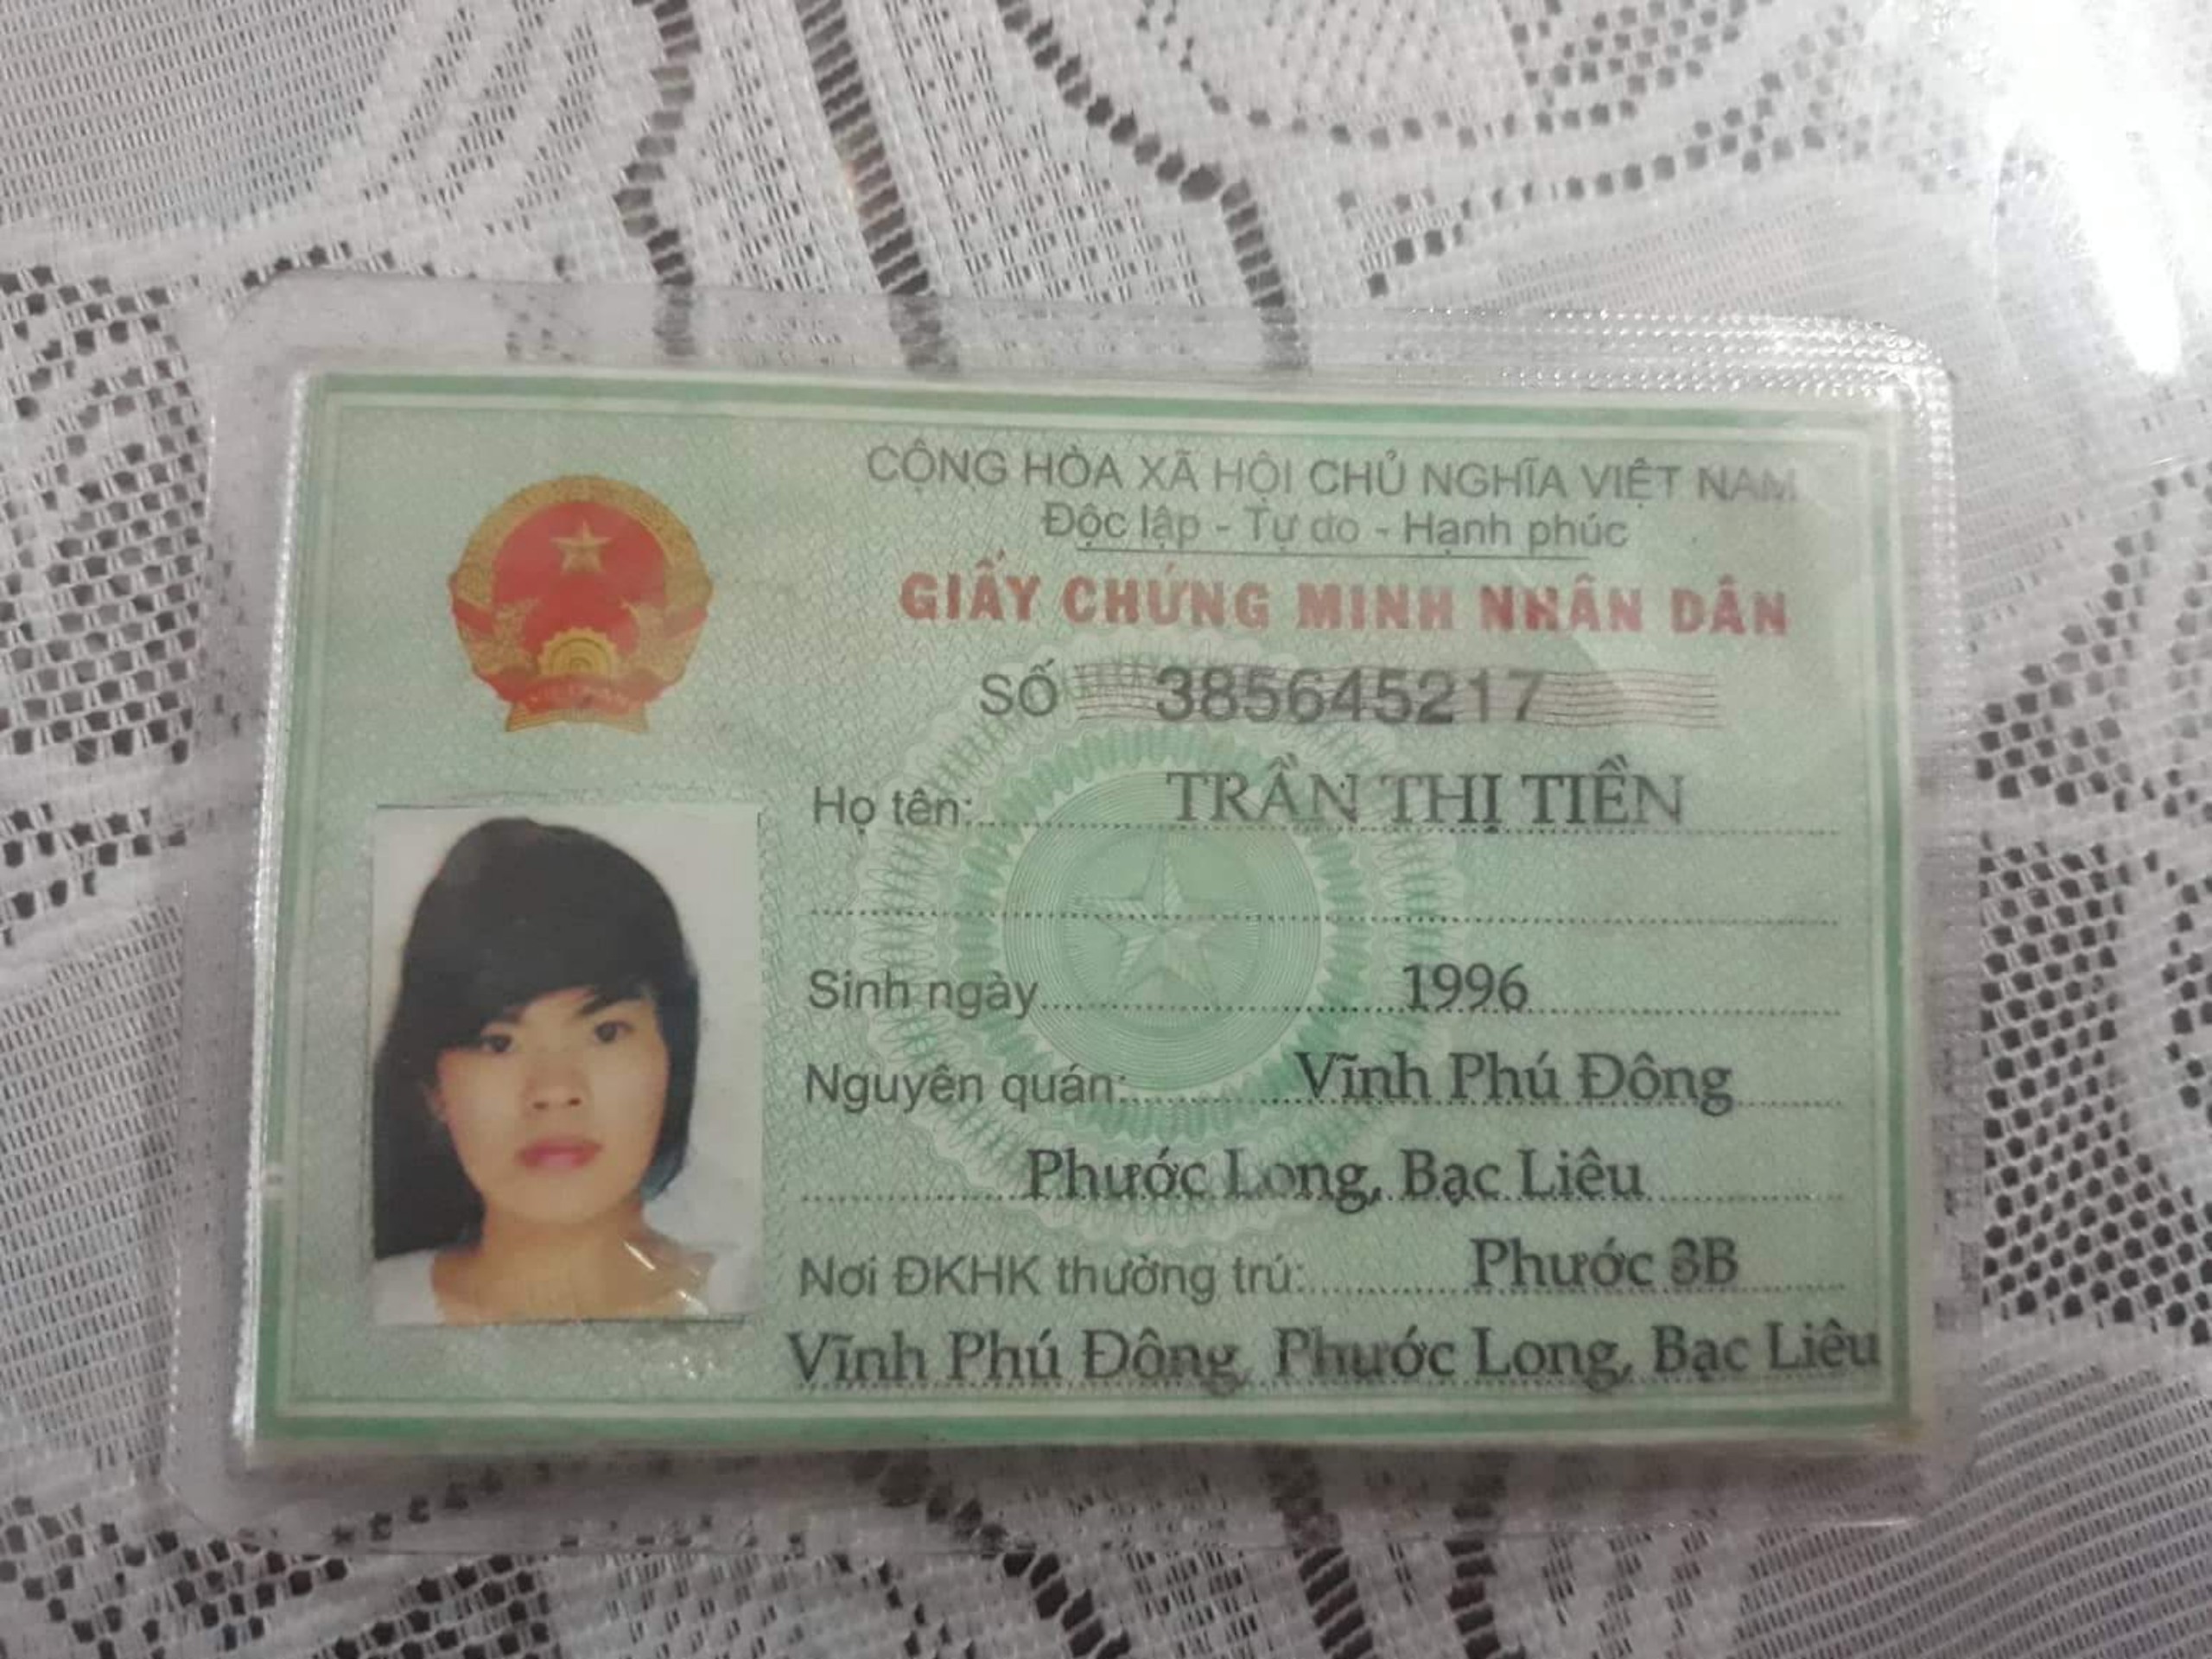 CỘNG HÒA XÃ HỘI CHỦ NGHĨA VIỆT NAM
Độc lập - Tự do - Hạnh phúc
GIẤY CHỨNG MINH NHÂN DÂN
SỐ 385645217
Họ tên: TRẦN THỊ TIỀN
Sinh ngày 1996
Nguyên quán: Vĩnh Phú Đông
Phước Long, Bạc Liêu
Nơi ĐKHK thường trú: Phước 3B
Vĩnh Phú Đông, Phước Long, Bạc Liêu